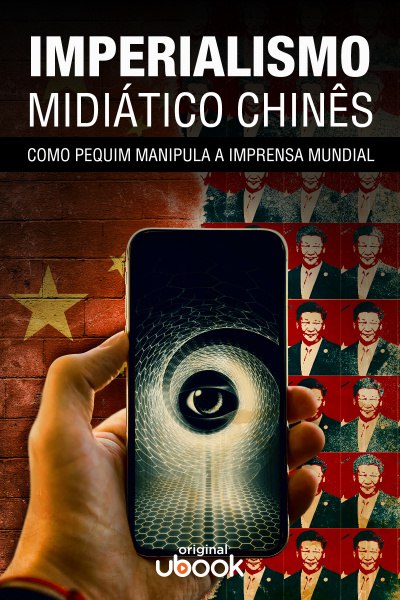 IMPERIALISMO
MIDIÁTICO CHINÊS
COMO PEQUIM MANIPULA A IMPRENSA MUNDIAL
original
ubook